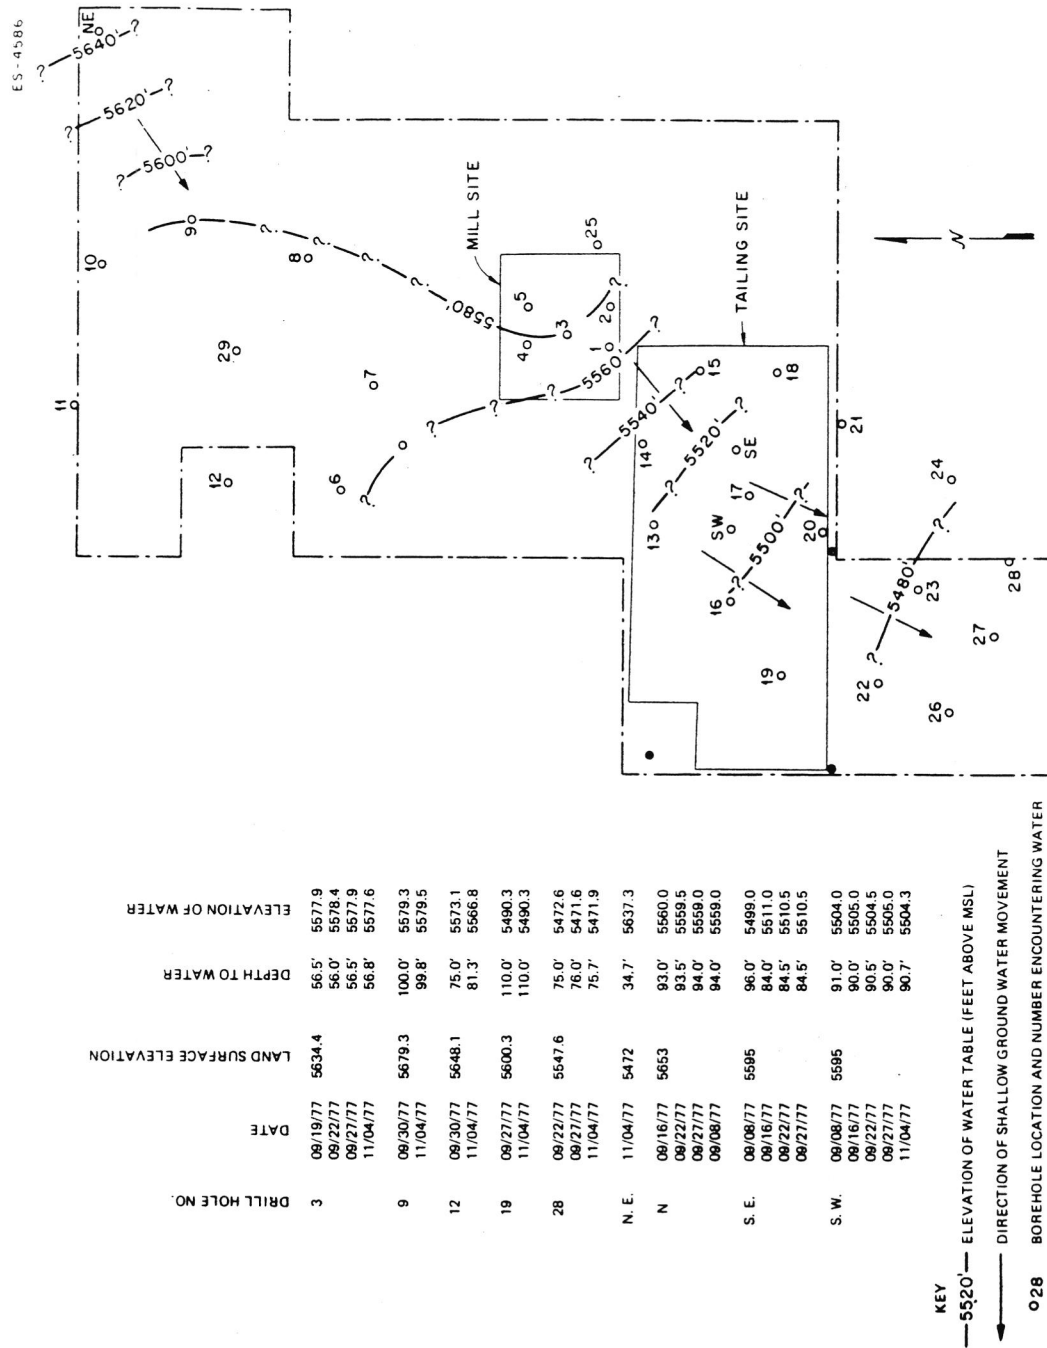 ES-4586
NE
?—5640'—?
?—5620'—?
?—5600'—?
10
9
11
29
8
12
7
6
5580'
MILL SITE
5
4
3
2
1
25
5560'
TAILING SITE
5540'
15
14
13
5520'
18
SE
17
SW
16
5500'
19
20
21
24
5480'
23
22
28
27
26
N
DRILL HOLE NO. DATE LAND SURFACE ELEVATION DEPTH TO WATER ELEVATION OF WATER
3 09/19/77 5634.4 56.5' 5577.9
09/22/77 56.0' 5578.4
09/27/77 56.5' 5577.9
11/04/77 56.8' 5577.6
9 09/30/77 5679.3 100.0' 5579.3
11/04/77 99.8' 5579.5
12 09/30/77 5648.1 75.0' 5573.1
11/04/77 81.3' 5566.8
19 09/27/77 5600.3 110.0' 5490.3
11/04/77 110.0' 5490.3
28 09/22/77 5547.6 75.0' 5472.6
09/27/77 76.0' 5471.6
11/04/77 75.7' 5471.9
N. E. 11/04/77 5472 34.7' 5637.3
N 09/16/77 5653 93.0' 5560.0
09/22/77 93.5' 5559.5
09/27/77 94.0' 5559.0
09/08/77 94.0' 5559.0
S. E. 09/08/77 5595 96.0' 5499.0
09/16/77 84.0' 5511.0
09/22/77 84.5' 5510.5
09/27/77 84.5' 5510.5
S. W. 09/08/77 5595 91.0' 5504.0
09/16/77 90.0' 5505.0
09/22/77 90.5' 5504.5
09/27/77 90.0' 5505.0
11/04/77 90.7' 5504.3
KEY
—5520'— ELEVATION OF WATER TABLE (FEET ABOVE MSL)
DIRECTION OF SHALLOW GROUND WATER MOVEMENT
28 BOREHOLE LOCATION AND NUMBER ENCOUNTERING WATER